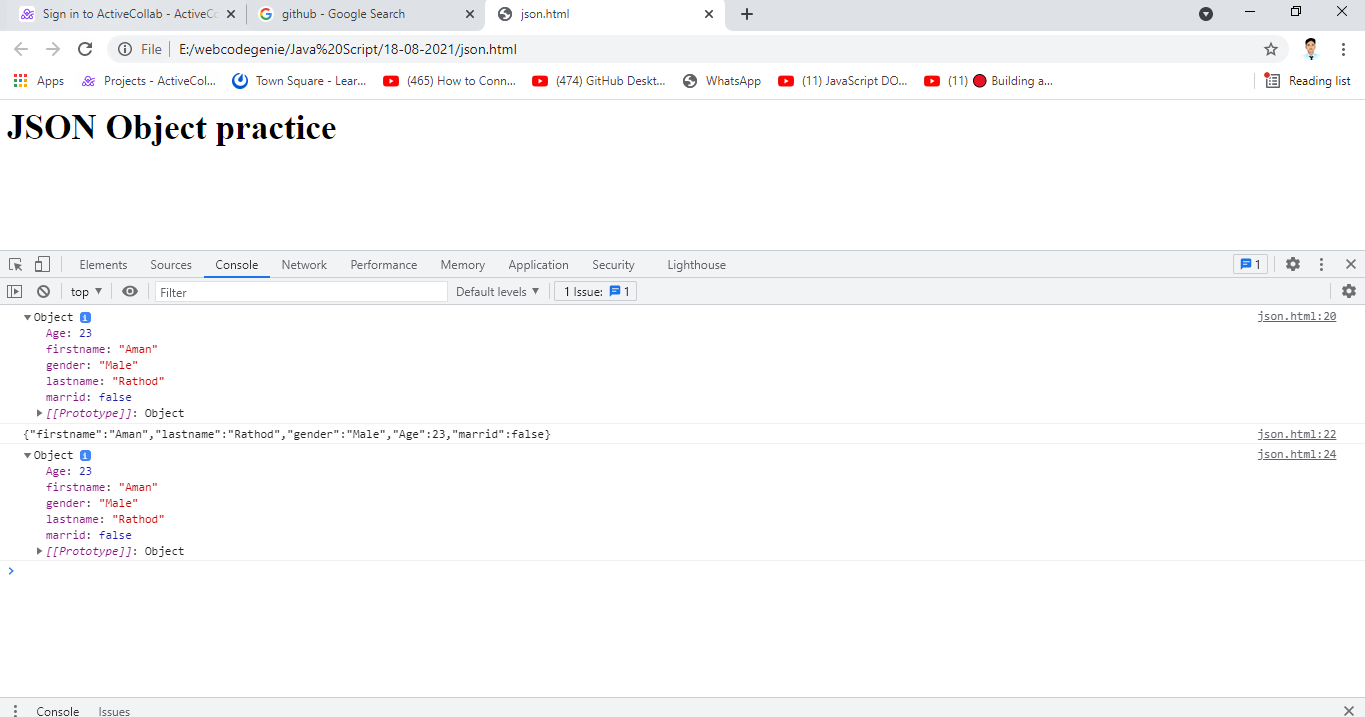 Sign in to ActiveCollab - ActiveCo
github - Google Search
json.html
File
E:/webcodegenie/Java%20Script/18-08-2021/json.html
Apps
Projects - ActiveCol...
Town Square - Lear...
(465) How to Conn...
(474) GitHub Deskt...
WhatsApp
(11) JavaScript DO...
(11) Building a...
Reading list
JSON Object practice
Elements Sources Console Network Performance Memory Application Security Lighthouse 1
top Filter Default levels 1 Issue: 1
Object i json.html:20
Age: 23
firstname: "Aman"
gender: "Male"
lastname: "Rathod"
marrid: false
[[Prototype]]: Object
{"firstname":"Aman","lastname":"Rathod","gender":"Male","Age":23,"marrid":false} json.html:22
Object i json.html:24
Age: 23
firstname: "Aman"
gender: "Male"
lastname: "Rathod"
marrid: false
[[Prototype]]: Object
Console Issues